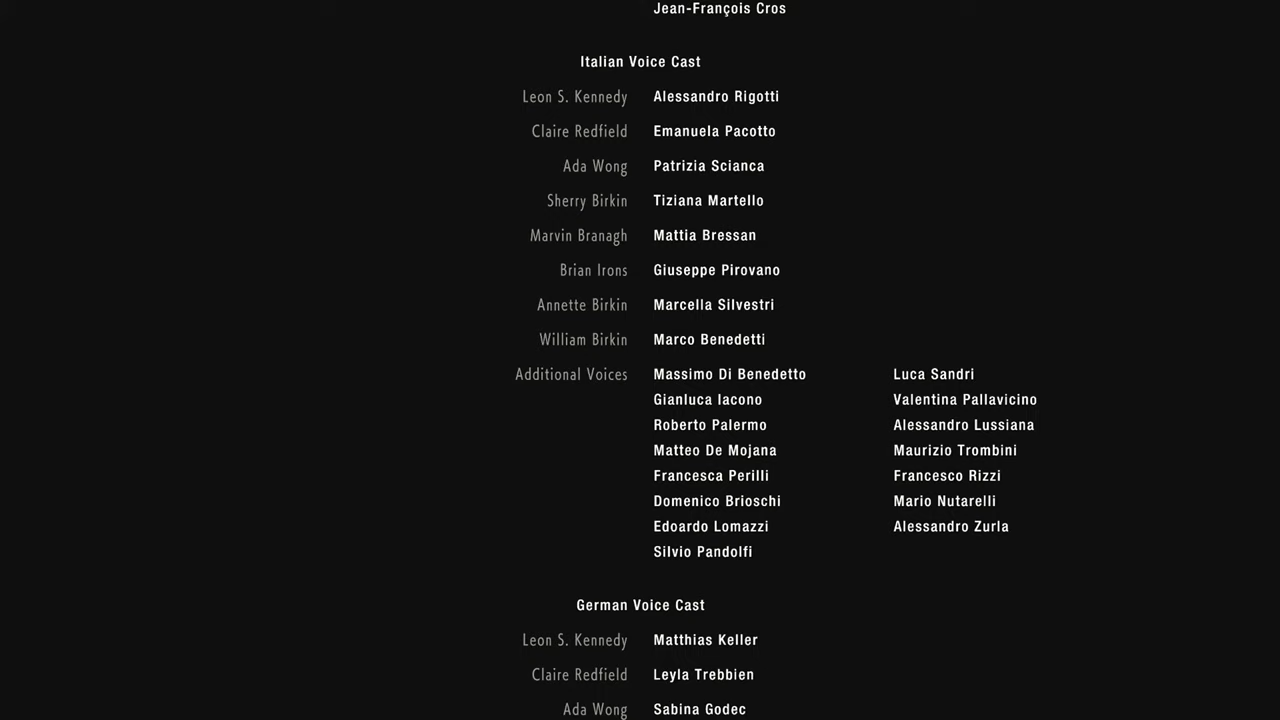 Jean-François Cros
Italian Voice Cast
Leon S. Kennedy Alessandro Rigotti
Claire Redfield Emanuela Pacotto
Ada Wong Patrizia Scianca
Sherry Birkin Tiziana Martello
Marvin Branagh Mattia Bressan
Brian Irons Giuseppe Pirovano
Annette Birkin Marcella Silvestri
William Birkin Marco Benedetti
Additional Voices Massimo Di Benedetto Luca Sandri
Gianluca Iacono Valentina Pallavicino
Roberto Palermo Alessandro Lussiana
Matteo De Mojana Maurizio Trombini
Francesca Perilli Francesco Rizzi
Domenico Brioschi Mario Nutarelli
Edoardo Lomazzi Alessandro Zurla
Silvio Pandolfi
German Voice Cast
Leon S. Kennedy Matthias Keller
Claire Redfield Leyla Trebbien
Ada Wong Sabina Godec